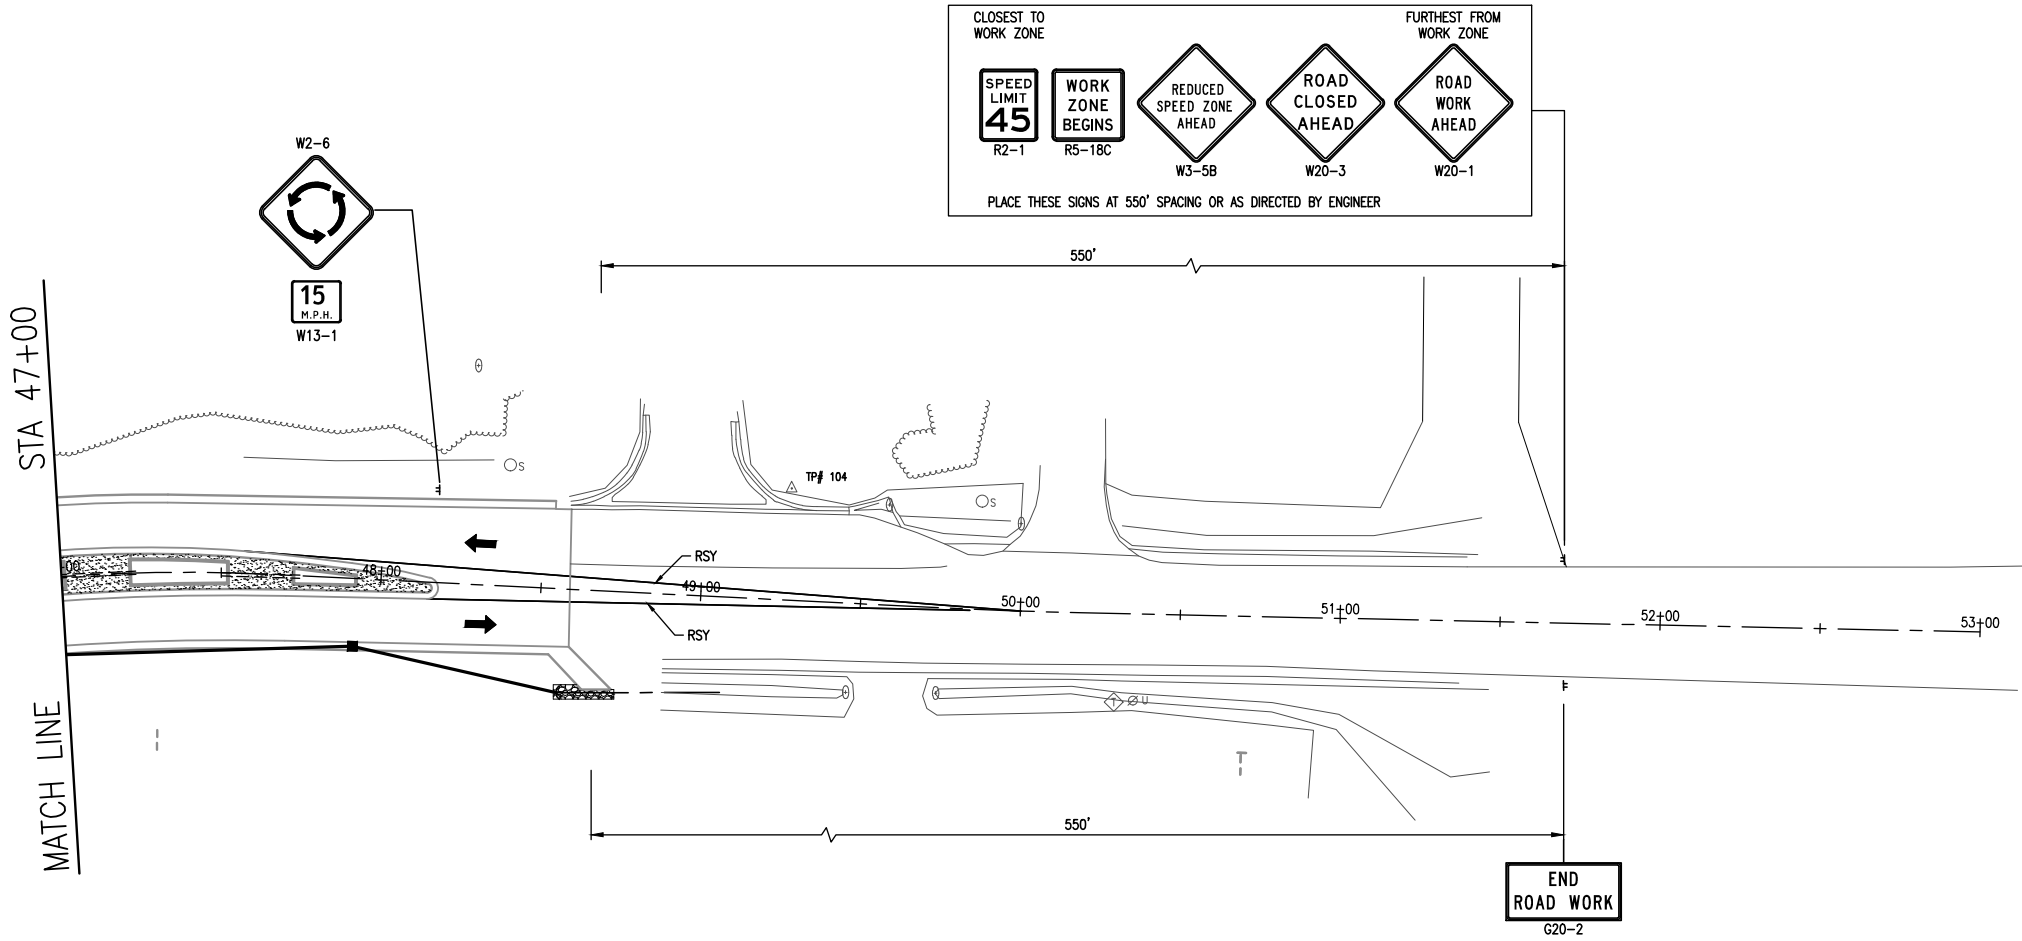 CLOSEST TO
WORK ZONE
FURTHEST FROM
WORK ZONE
SPEED
LIMIT
45
R2-1
WORK
ZONE
BEGINS
R5-18C
REDUCED
SPEED ZONE
AHEAD
W3-5B
ROAD
CLOSED
AHEAD
W20-3
ROAD
WORK
AHEAD
W20-1
PLACE THESE SIGNS AT 550' SPACING OR AS DIRECTED BY ENGINEER
W2-6
15
M.P.H.
W13-1
550'
STA 47+00
MATCH LINE
S
TP# 104
S
RSY
RSY
00
48+00
49+00
50+00
51+00
52+00
53+00
T
U
T
550'
END
ROAD WORK
G20-2